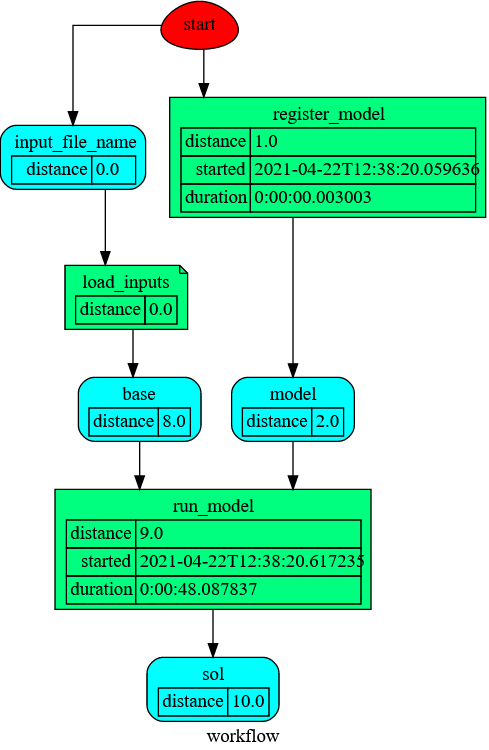 start
input_file_name
distance 0.0
register_model
distance 1.0
started 2021-04-22T12:38:20.059636
duration 0:00:00.003003
load_inputs
distance 0.0
base
distance 8.0
model
distance 2.0
run_model
distance 9.0
started 2021-04-22T12:38:20.617235
duration 0:00:48.087837
sol
distance 10.0
workflow